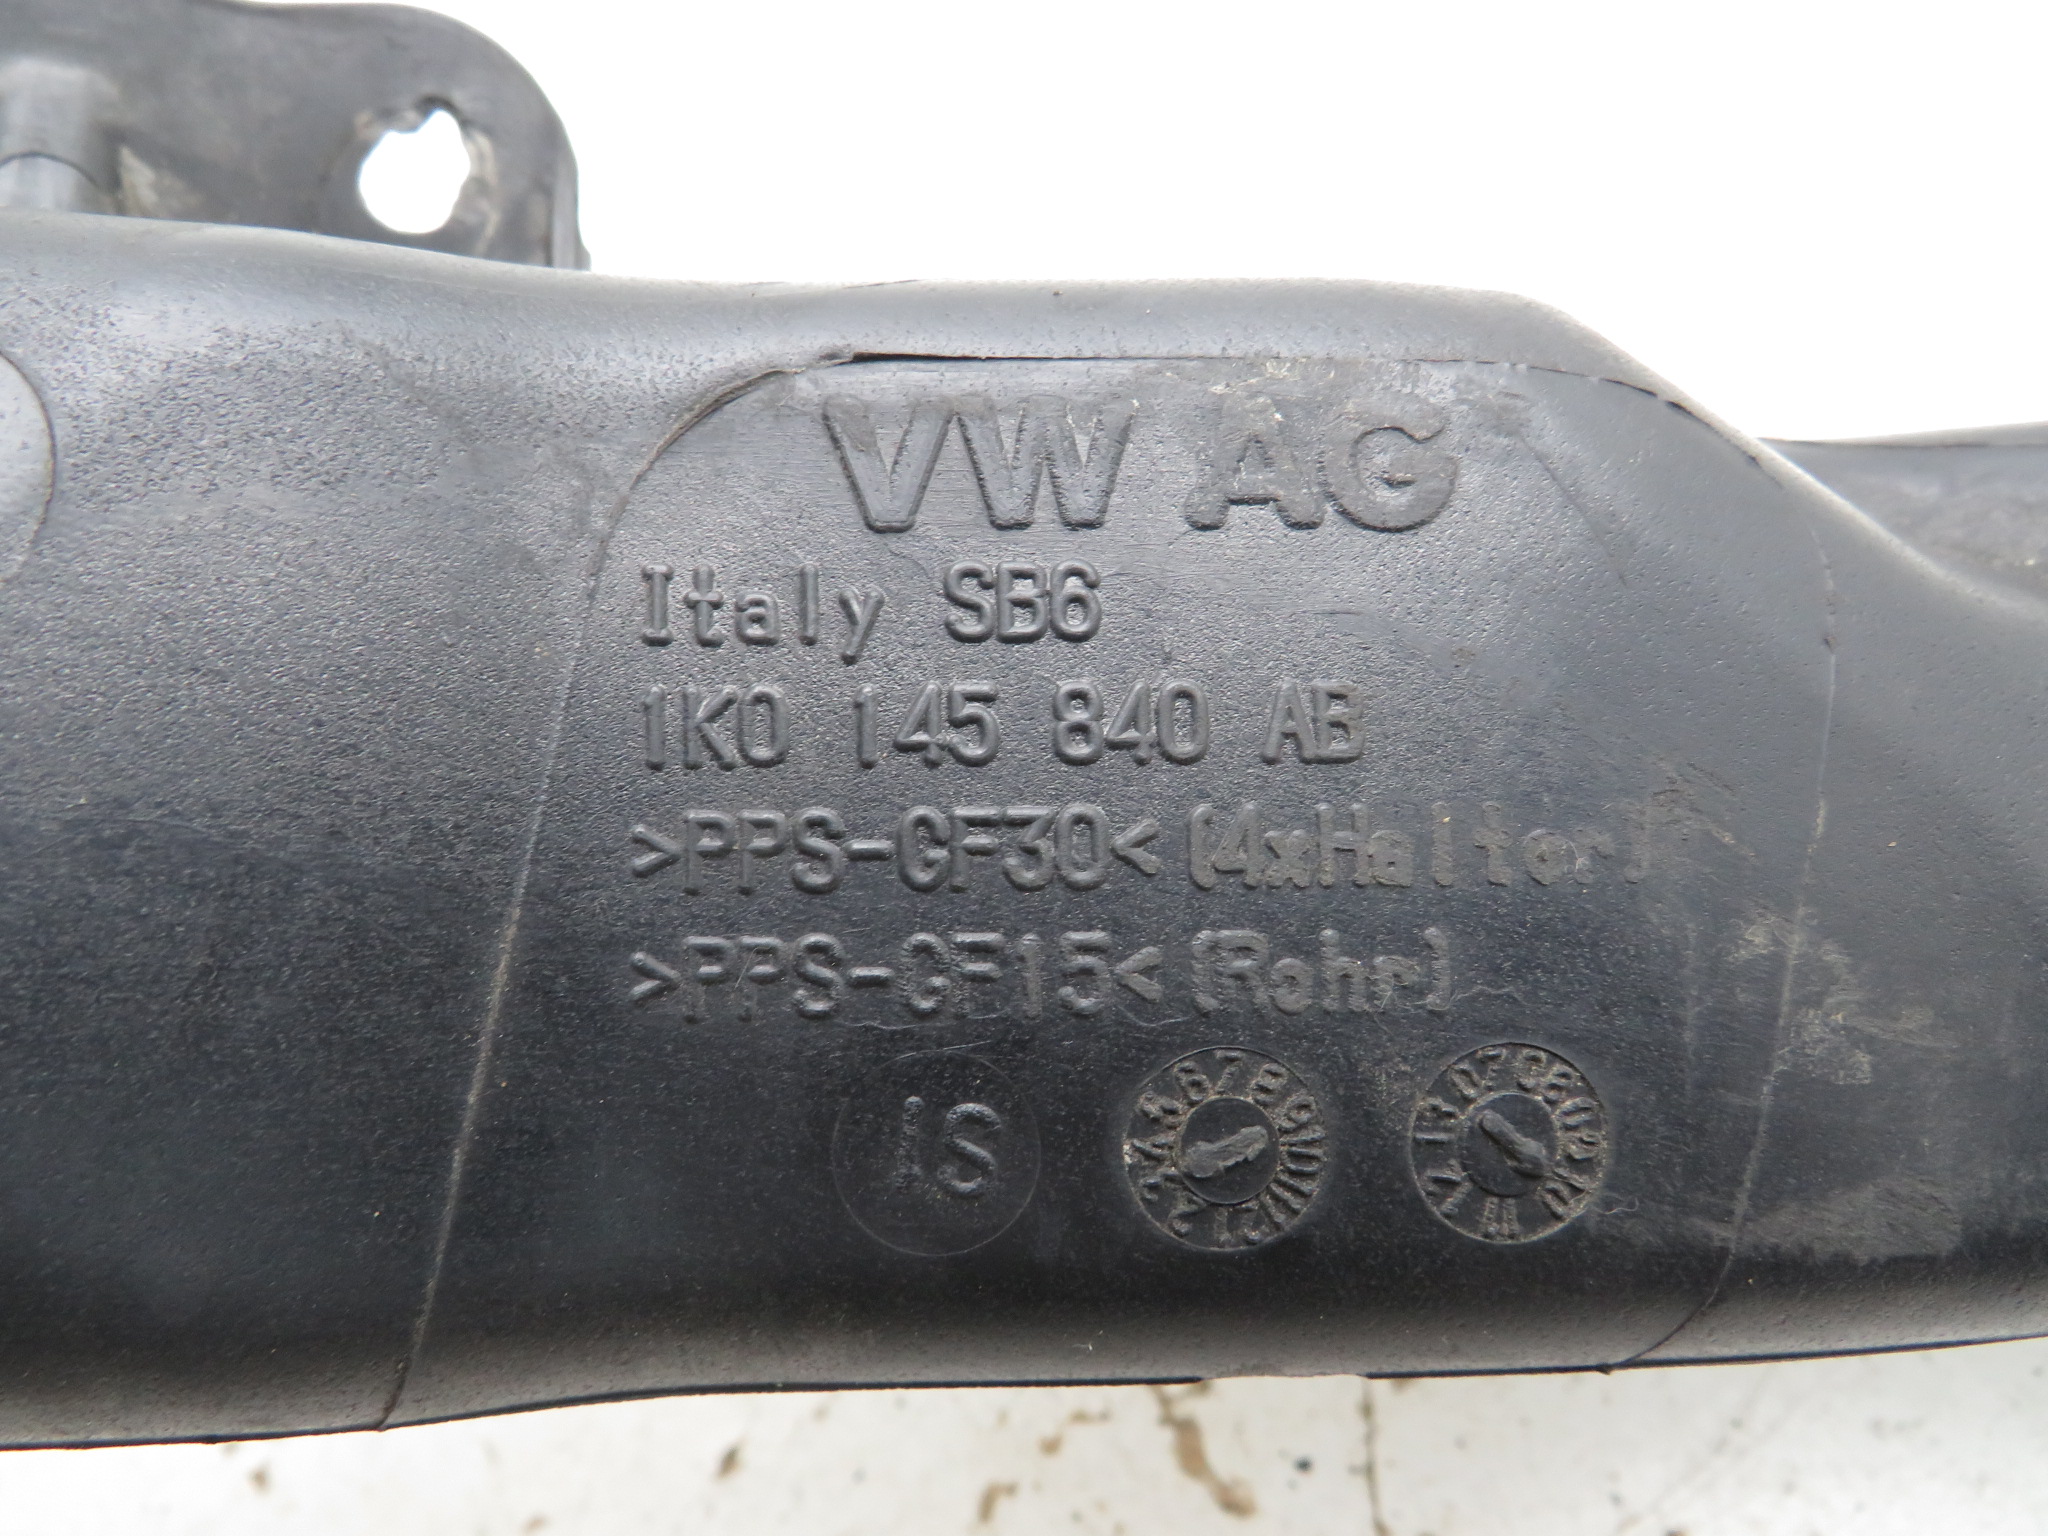 VW AG
Italy SB6
1K0 145 840 AB
>PPS-GF30< (4xHalter)
>PPS-GF15< (Rohr)
IS